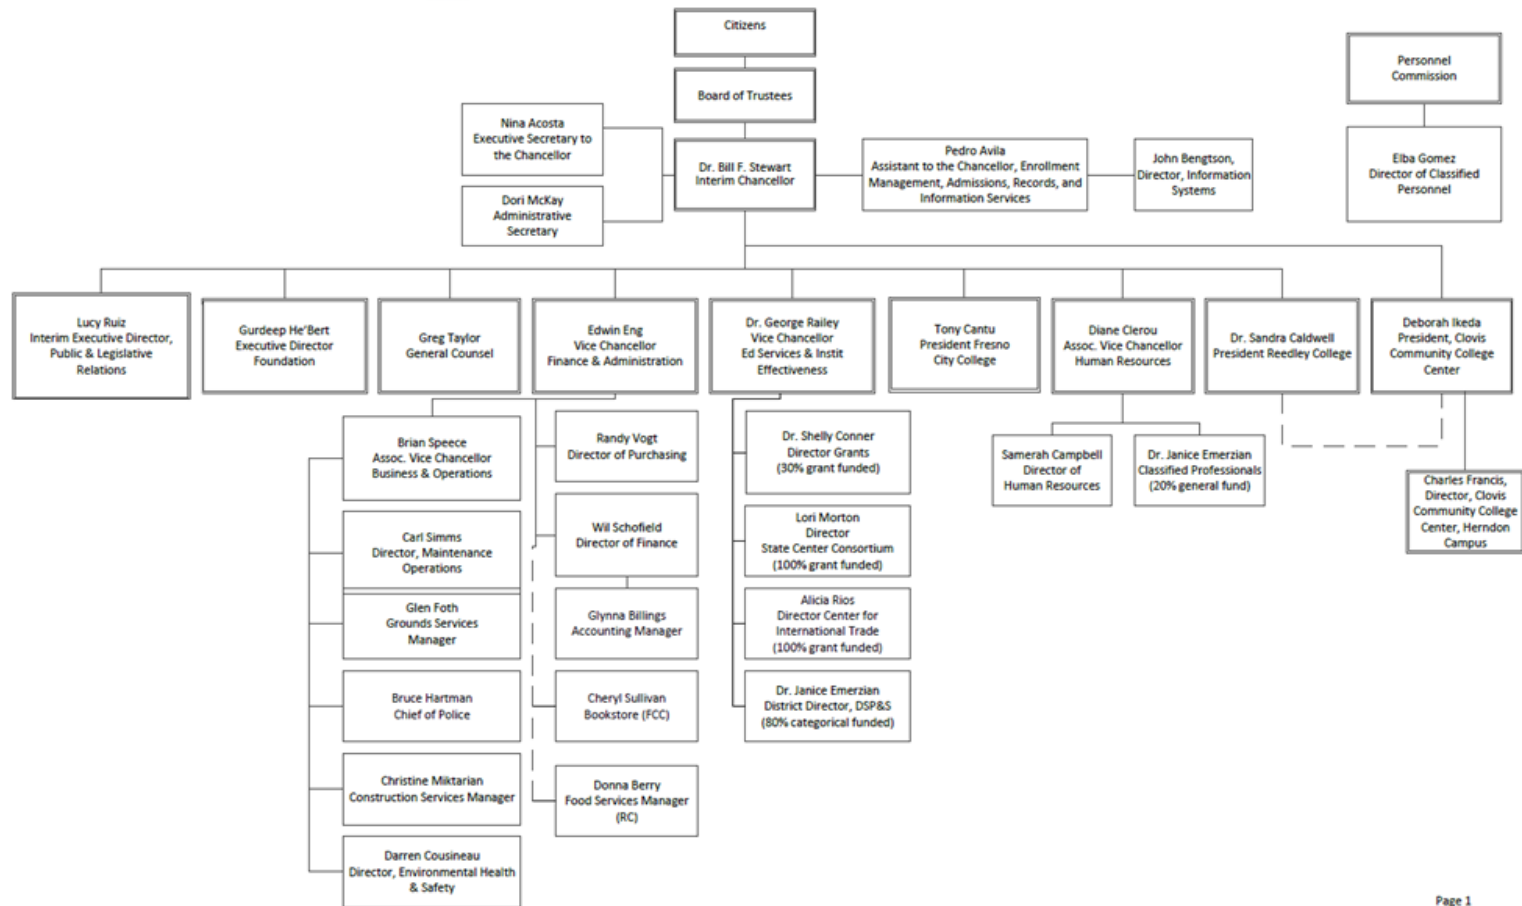 Citizens
Personnel
Commission
Board of Trustees
Nina Acosta
Executive Secretary to
the Chancellor
Dr. Bill F. Stewart
Interim Chancellor
Pedro Avila
Assistant to the Chancellor, Enrollment
Management, Admissions, Records, and
Information Services
John Bengtson,
Director, Information
Systems
Elba Gomez
Director of Classified
Personnel
Dori McKay
Administrative
Secretary
Lucy Ruiz
Interim Executive Director,
Public & Legislative
Relations
Gurdeep He'Bert
Executive Director
Foundation
Greg Taylor
General Counsel
Edwin Eng
Vice Chancellor
Finance & Administration
Dr. George Railey
Vice Chancellor
Ed Services & Instit
Effectiveness
Tony Cantu
President Fresno
City College
Diane Clerou
Assoc. Vice Chancellor
Human Resources
Dr. Sandra Caldwell
President Reedley College
Deborah Ikeda
President, Clovis
Community College
Center
Brian Speece
Assoc. Vice Chancellor
Business & Operations
Randy Vogt
Director of Purchasing
Dr. Shelly Conner
Director Grants
(30% grant funded)
Samerah Campbell
Director of
Human Resources
Dr. Janice Emerzian
Classified Professionals
(20% general fund)
Charles Francis,
Director, Clovis
Community College
Center, Herndon
Campus
Carl Simms
Director, Maintenance
Operations
Wil Schofield
Director of Finance
Lori Morton
Director
State Center Consortium
(100% grant funded)
Glen Foth
Grounds Services
Manager
Glynna Billings
Accounting Manager
Alicia Rios
Director Center for
International Trade
(100% grant funded)
Bruce Hartman
Chief of Police
Cheryl Sullivan
Bookstore (FCC)
Dr. Janice Emerzian
District Director, DSP&S
(80% categorical funded)
Christine Miktarian
Construction Services Manager
Donna Berry
Food Services Manager
(RC)
Darren Cousineau
Director, Environmental Health
& Safety
Page 1